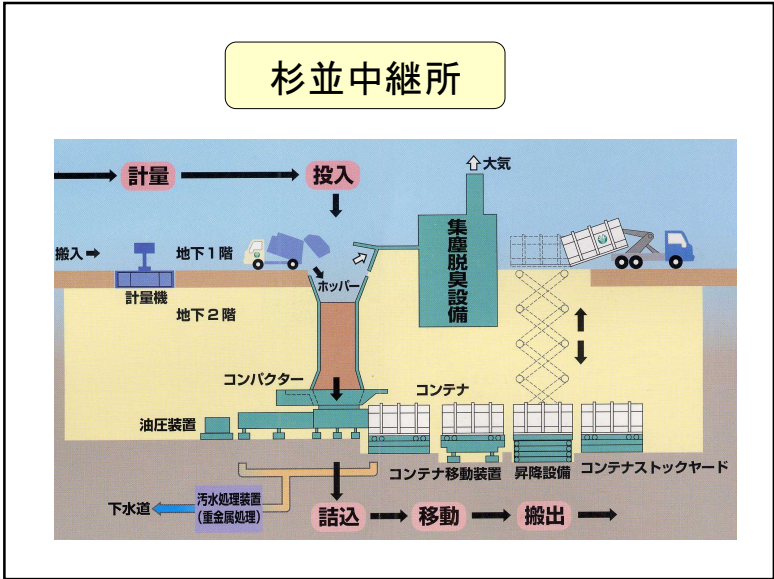 杉並中継所
計量
投入
大気
搬入
地下1階
ホッパー
集塵脱臭設備
計量機
地下2階
コンパクター
コンテナ
油圧装置
コンテナ移動装置
昇降設備
コンテナストックヤード
下水道
汚水処理装置
(重金属処理)
詰込
移動
搬出